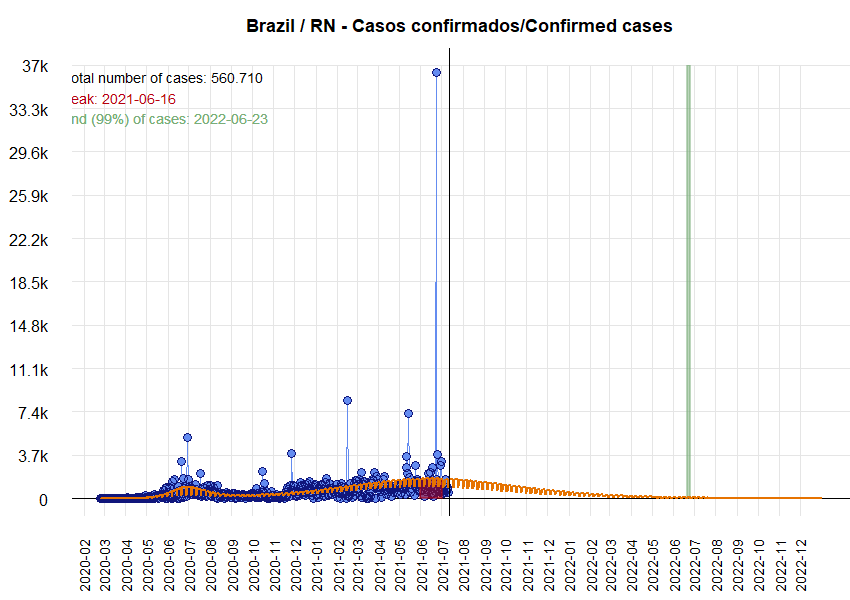 Brazil / RN - Casos confirmados/Confirmed cases
otal number of cases: 560.710
eak: 2021-06-16
nd (99%) of cases: 2022-06-23
37k
33.3k
29.6k
25.9k
22.2k
18.5k
14.8k
11.1k
7.4k
3.7k
0
2020-02
2020-03
2020-04
2020-05
2020-06
2020-07
2020-08
2020-09
2020-10
2020-11
2020-12
2021-01
2021-02
2021-03
2021-04
2021-05
2021-06
2021-07
2021-08
2021-09
2021-10
2021-11
2021-12
2022-01
2022-02
2022-03
2022-04
2022-05
2022-06
2022-07
2022-08
2022-09
2022-10
2022-11
2022-12